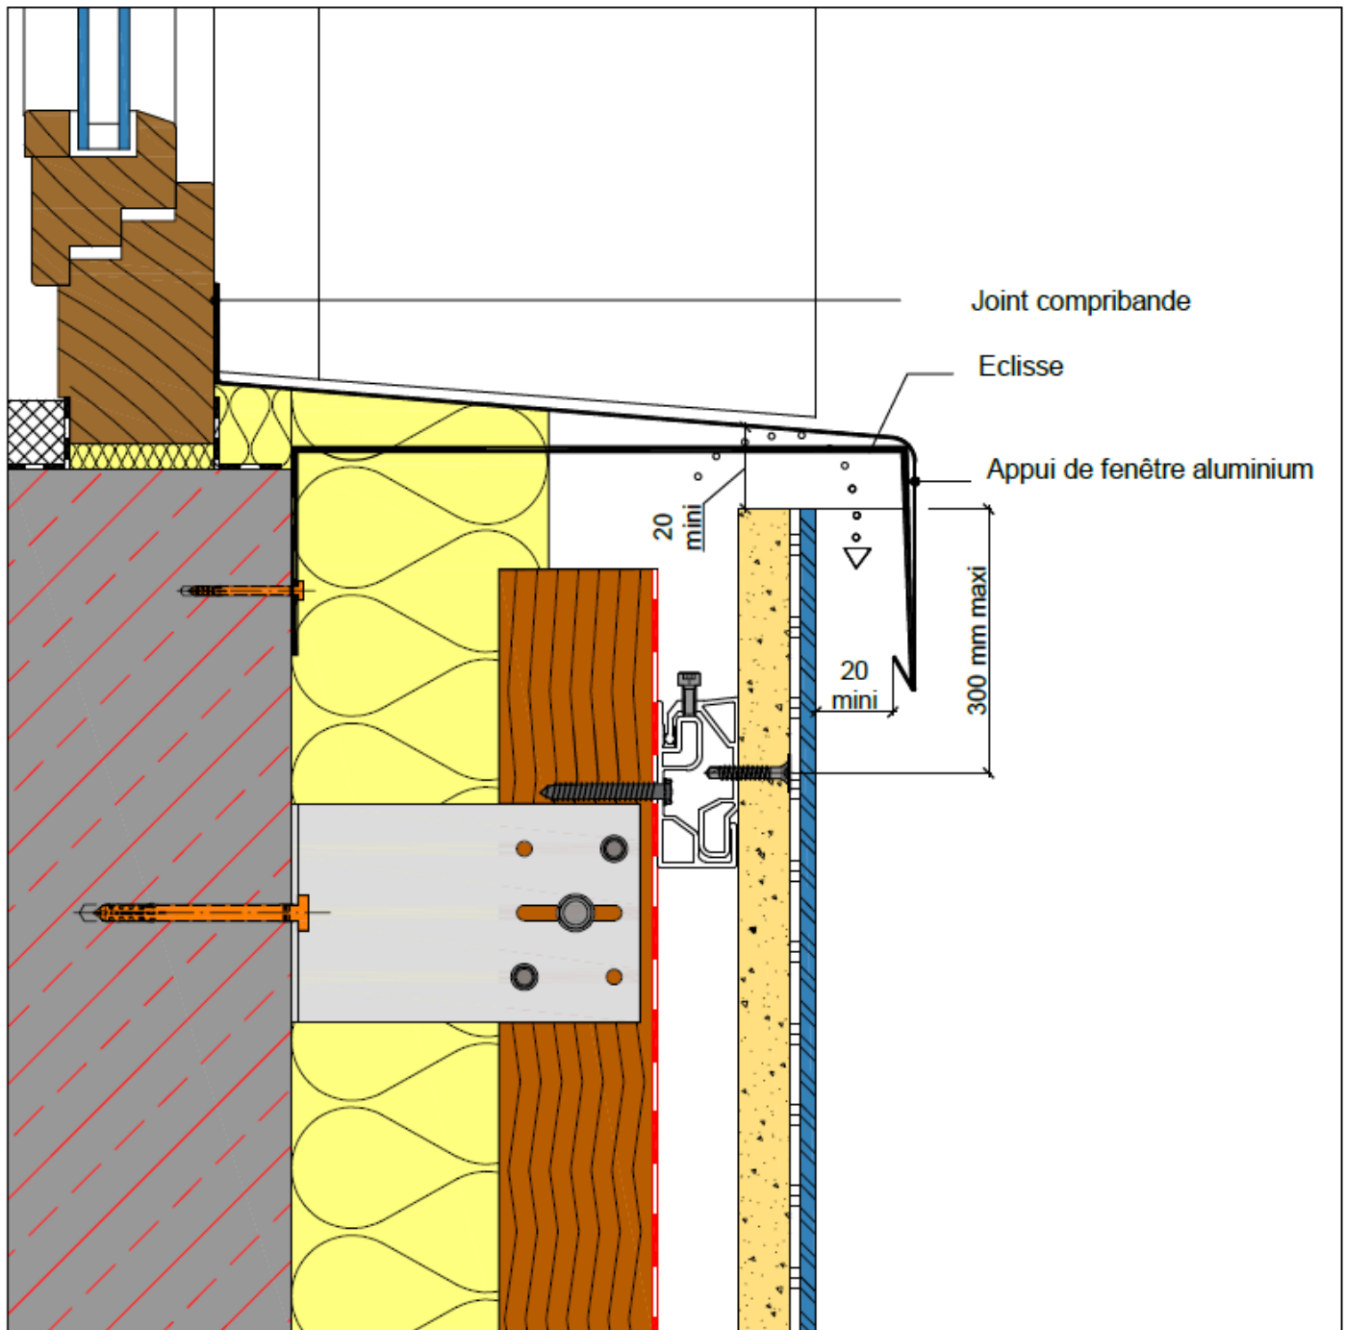 Joint compribande
Eclisse
Appui de fenêtre aluminium
20
mini
300 mm maxi
20
mini